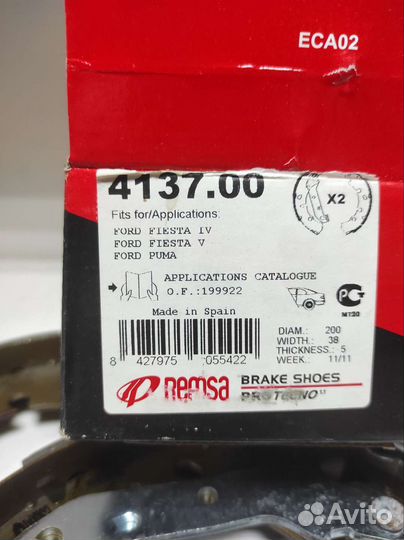 ECA02
4137.00
X2
Fits for/Applications:
FORD FIESTA IV
FORD FIESTA V
FORD PUMA
APPLICATIONS CATALOGUE
O.F.:199922
Made in Spain
MT20
DIAM.: 200
WIDTH.: 38
THICKNESS.: 5
WEEK. 11/11
8 427975 055422
remsa
BRAKE SHOES
Avito